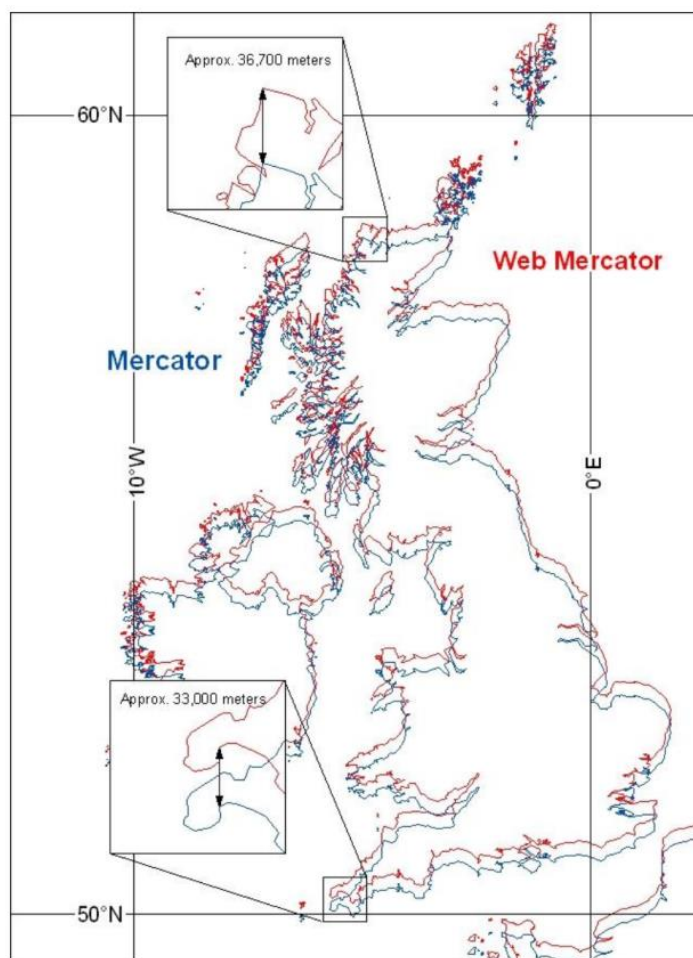 Approx. 36,700 meters
60°N
Web Mercator
Mercator
10°W
0°E
Approx. 33,000 meters
50°N